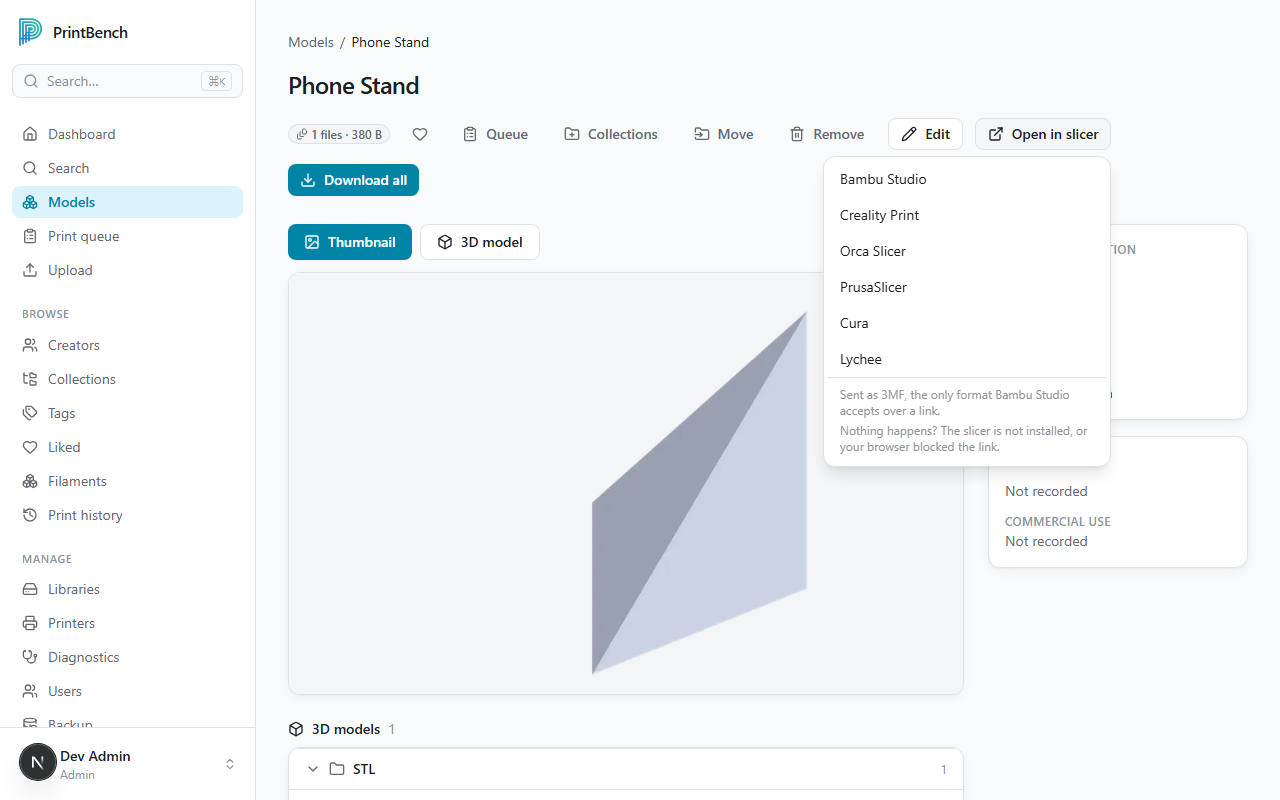 PrintBench
Search...
⌘K
Dashboard
Search
Models
Print queue
Upload
BROWSE
Creators
Collections
Tags
Liked
Filaments
Print history
MANAGE
Libraries
Printers
Diagnostics
Users
Backup
N
Dev Admin
Admin
Models / Phone Stand
Phone Stand
1 files · 380 B
Queue
Collections
Move
Remove
Edit
Open in slicer
Download all
Bambu Studio
Creality Print
Orca Slicer
PrusaSlicer
Cura
Lychee
Sent as 3MF, the only format Bambu Studio
accepts over a link.
Nothing happens? The slicer is not installed, or
your browser blocked the link.
Thumbnail
3D model
Not recorded
COMMERCIAL USE
Not recorded
3D models 1
STL
1